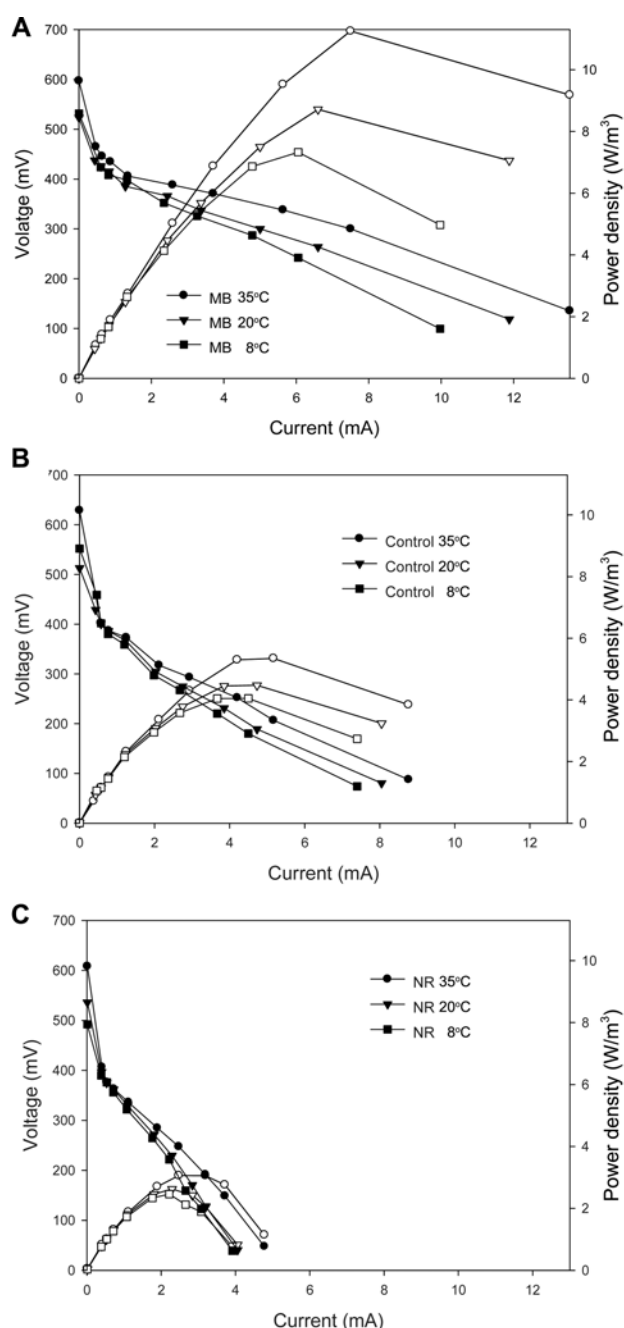 A
700
600
500
400
300
200
100
0
Volatge (mV)
10
8
6
4
2
0
Power density (W/m³)
MB 35°C
MB 20°C
MB 8°C
0 2 4 6 8 10 12
Current (mA)
B
700
600
500
400
300
200
100
0
Voltage (mV)
10
8
6
4
2
0
Power density (W/m³)
Control 35°C
Control 20°C
Control 8°C
0 2 4 6 8 10 12
Current (mA)
C
700
600
500
400
300
200
100
0
Voltage (mV)
10
8
6
4
2
0
Power density (W/m³)
NR 35°C
NR 20°C
NR 8°C
0 2 4 6 8 10 12
Current (mA)